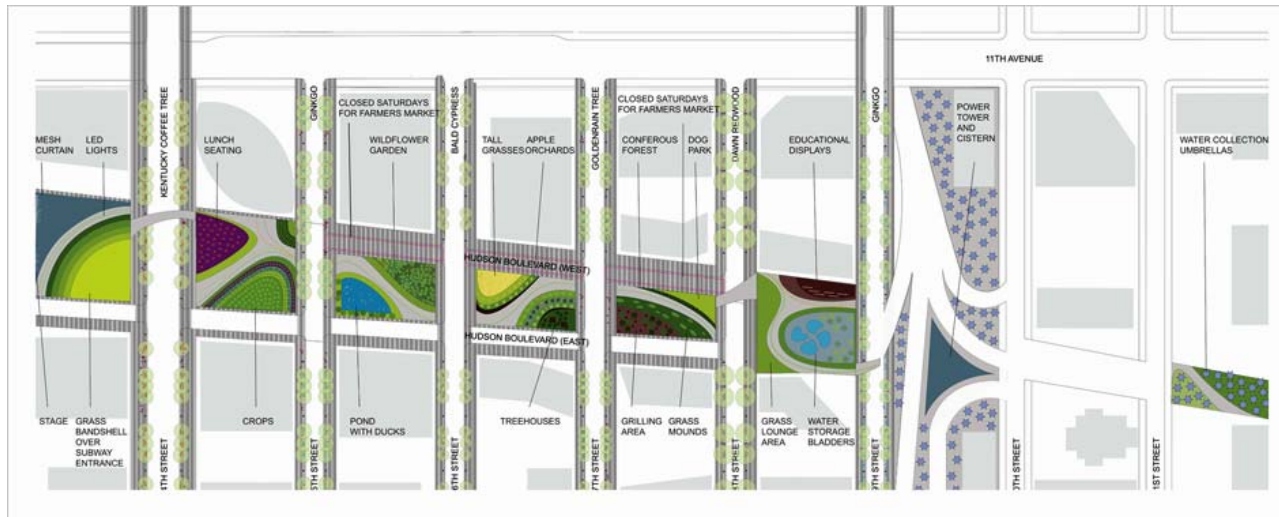 11TH AVENUE
MESH
CURTAIN
LED
LIGHTS
KENTUCKY COFFEE TREE
LUNCH
SEATING
GINKGO
CLOSED SATURDAYS
FOR FARMERS MARKET
WILDFLOWER
GARDEN
BALD CYPRESS
TALL
GRASSES
APPLE
ORCHARDS
GOLDENRAIN TREE
CLOSED SATURDAYS
FOR FARMERS MARKET
CONFEROUS
FOREST
DOG
PARK
DAWN REDWOOD
EDUCATIONAL
DISPLAYS
GINKGO
POWER
TOWER
AND
CISTERN
WATER COLLECTION
UMBRELLAS
HUDSON BOULEVARD (WEST)
HUDSON BOULEVARD (EAST)
STAGE
GRASS
BANDSHELL
OVER
SUBWAY
ENTRANCE
4TH STREET
CROPS
5TH STREET
POND
WITH DUCKS
6TH STREET
TREEHOUSES
7TH STREET
GRILLING
AREA
GRASS
MOUNDS
STREET
GRASS
LOUNGE
AREA
WATER
STORAGE
BLADDERS
9TH STREET
0TH STREET
1ST STREET